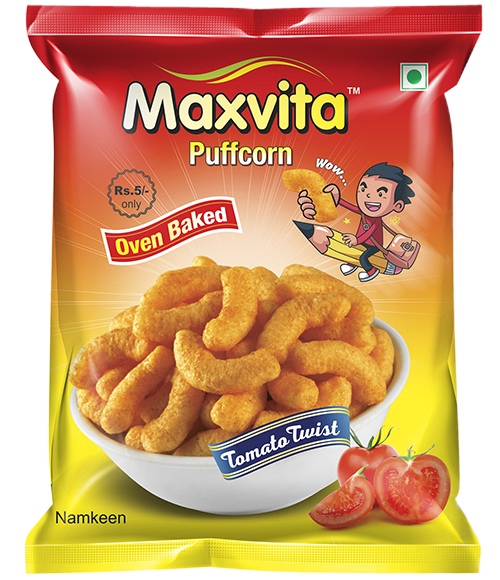 Maxvita™
Puffcorn
WOW...
Rs.5/-
only
Oven Baked
Tomato Twist
Namkeen